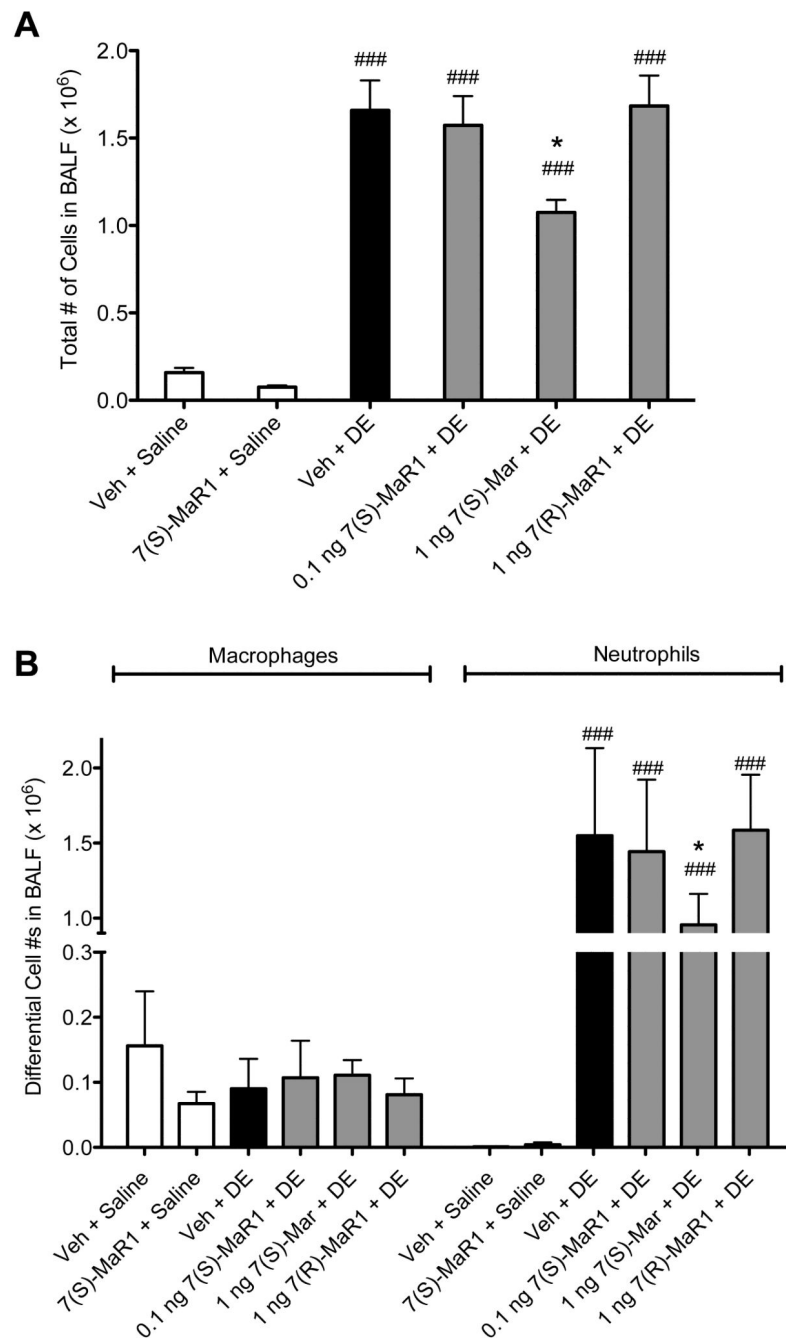 A
Total # of Cells in BALF (x 10⁶)
2.0
1.5
1.0
0.5
0.0
###
###
*
###
###
Veh + Saline
7(S)-MaR1 + Saline
Veh + DE
0.1 ng 7(S)-MaR1 + DE
1 ng 7(S)-Mar + DE
1 ng 7(R)-MaR1 + DE
B
Macrophages
Neutrophils
Differential Cell #s in BALF (x 10⁶)
2.0
1.5
1.0
0.3
0.2
0.1
0.0
###
###
*
###
###
Veh + Saline
7(S)-MaR1 + Saline
Veh + DE
0.1 ng 7(S)-MaR1 + DE
1 ng 7(S)-Mar + DE
1 ng 7(R)-MaR1 + DE
Veh + Saline
7(S)-MaR1 + Saline
Veh + DE
0.1 ng 7(S)-MaR1 + DE
1 ng 7(S)-Mar + DE
1 ng 7(R)-MaR1 + DE